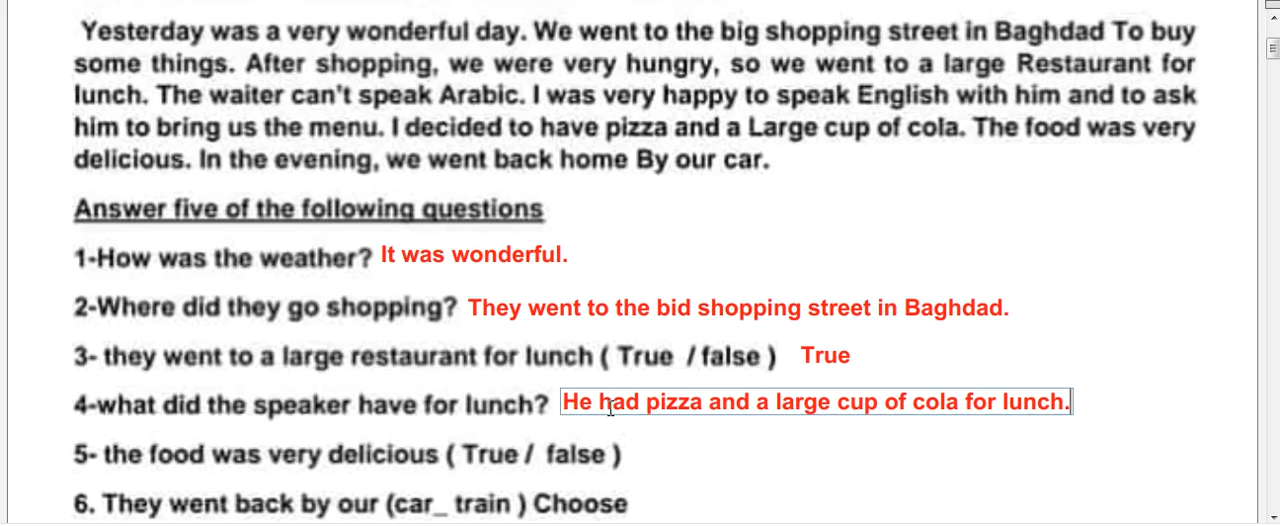 Yesterday was a very wonderful day. We went to the big shopping street in Baghdad To buy
some things. After shopping, we were very hungry, so we went to a large Restaurant for
lunch. The waiter can't speak Arabic. I was very happy to speak English with him and to ask
him to bring us the menu. I decided to have pizza and a Large cup of cola. The food was very
delicious. In the evening, we went back home By our car.
Answer five of the following questions
1-How was the weather? It was wonderful.
2-Where did they go shopping? They went to the bid shopping street in Baghdad.
3- they went to a large restaurant for lunch ( True / false ) True
4-what did the speaker have for lunch? He had pizza and a large cup of cola for lunch.
5- the food was very delicious ( True / false )
6. They went back by our (car_ train ) Choose